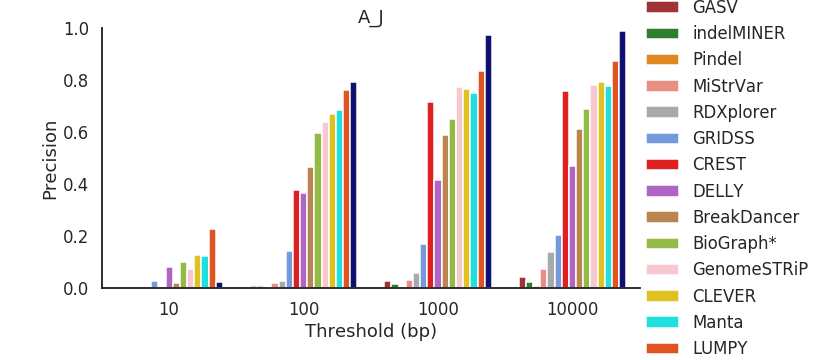 A_J
1.0
0.8
0.6
0.4
0.2
0.0
Precision
10
100
1000
10000
Threshold (bp)
GASV
indelMINER
Pindel
MiStrVar
RDXplorer
GRIDSS
CREST
DELLY
BreakDancer
BioGraph*
GenomeSTRiP
CLEVER
Manta
LUMPY